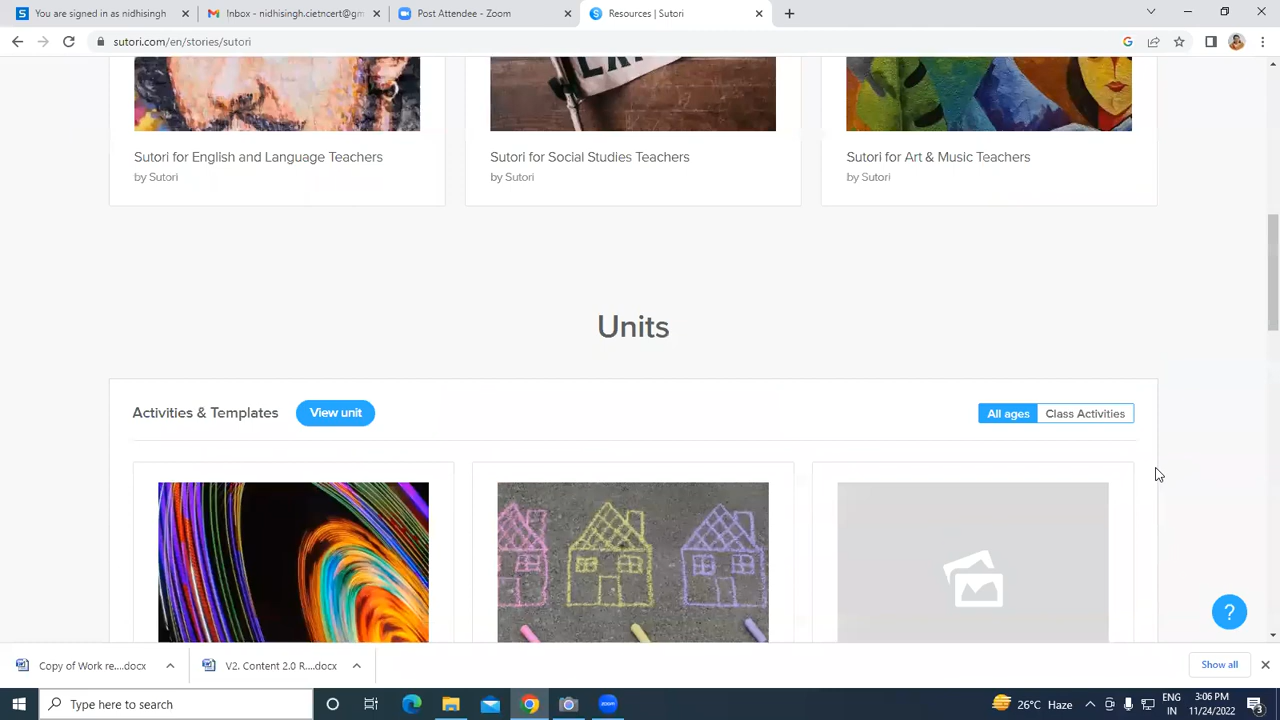 You are signed in as nidhisingh
Inbox - nidhisingh.cietncert@gm
Post Attendee - Zoom
Resources | Sutori
sutori.com/en/stories/sutori
Sutori for English and Language Teachers
by Sutori
Sutori for Social Studies Teachers
by Sutori
Sutori for Art & Music Teachers
by Sutori
Units
Activities & Templates
View unit
All ages
Class Activities
?
Copy of Work re....docx
V2. Content 2.0 R....docx
Show all
Type here to search
zoom
26°C Haze
ENG
IN
3:06 PM
11/24/2022
3